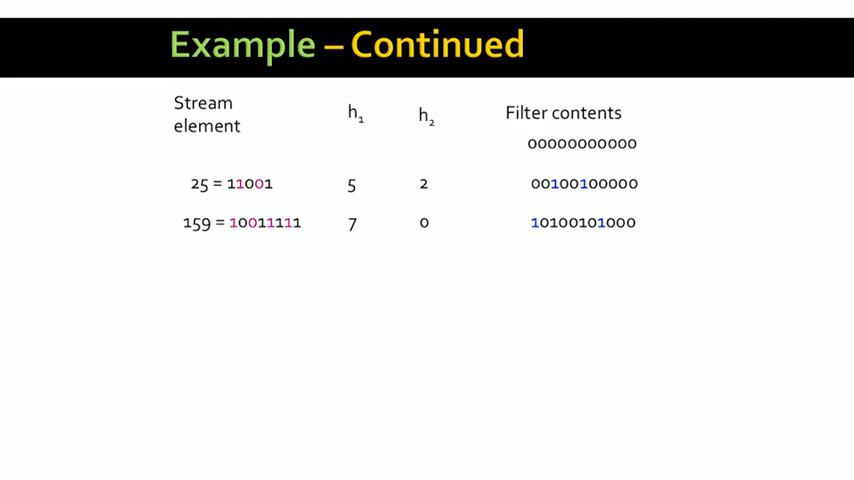 Example – Continued
Stream element h1 h2 Filter contents
00000000000
25 = 11001 5 2 00100100000
159 = 10011111 7 0 10100101000